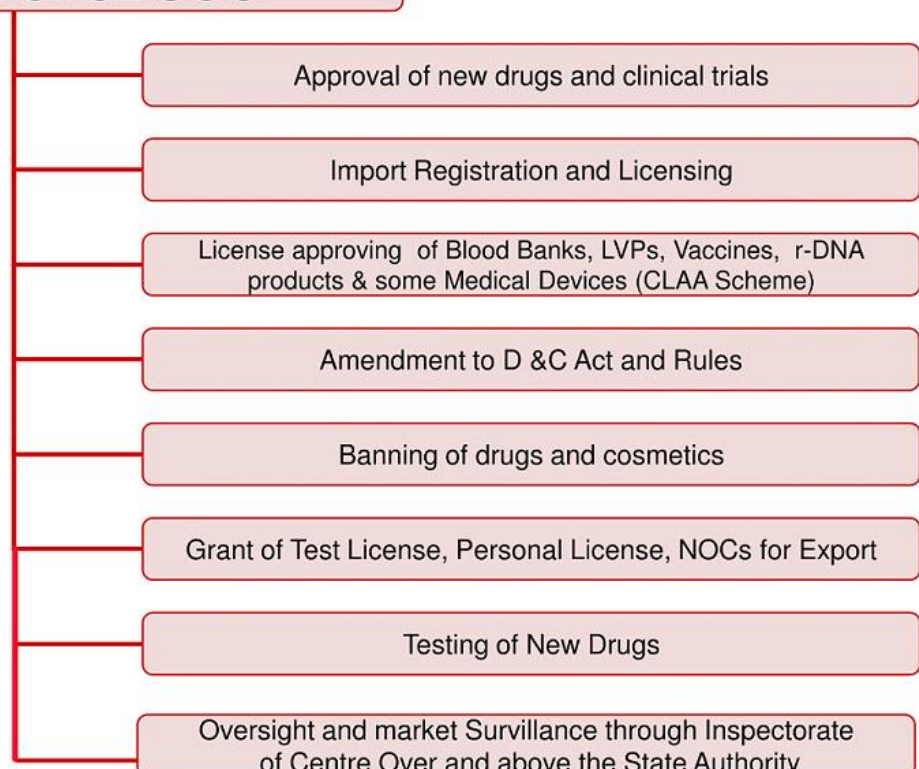 Approval of new drugs and clinical trials
Import Registration and Licensing
License approving of Blood Banks, LVPs, Vaccines, r-DNA
products & some Medical Devices (CLAA Scheme)
Amendment to D &C Act and Rules
Banning of drugs and cosmetics
Grant of Test License, Personal License, NOCs for Export
Testing of New Drugs
Oversight and market Survillance through Inspectorate
of Centre Over and above the State Authority